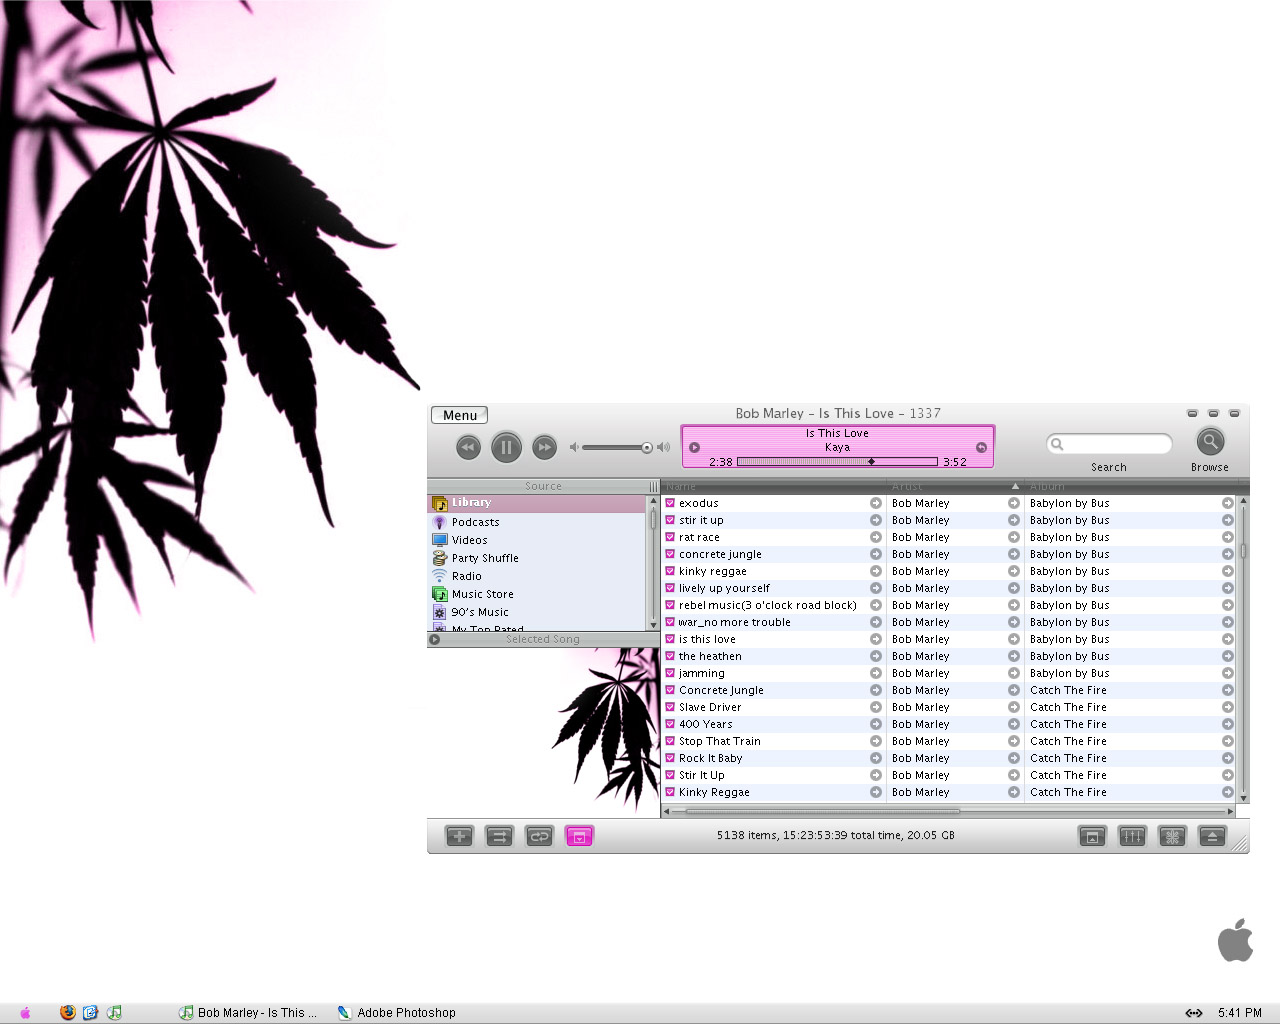 Menu
Bob Marley - Is This Love - 1337
Is This Love
Kaya
2:38 3:52
Search
Browse
Source
Name Artist Album
Library
Podcasts
Videos
Party Shuffle
Radio
Music Store
90's Music
My Top Rated
Selected Song
exodus Bob Marley Babylon by Bus
stir it up Bob Marley Babylon by Bus
rat race Bob Marley Babylon by Bus
concrete jungle Bob Marley Babylon by Bus
kinky reggae Bob Marley Babylon by Bus
lively up yourself Bob Marley Babylon by Bus
rebel music(3 o'clock road block) Bob Marley Babylon by Bus
war_no more trouble Bob Marley Babylon by Bus
is this love Bob Marley Babylon by Bus
the heathen Bob Marley Babylon by Bus
jamming Bob Marley Babylon by Bus
Concrete Jungle Bob Marley Catch The Fire
Slave Driver Bob Marley Catch The Fire
400 Years Bob Marley Catch The Fire
Stop That Train Bob Marley Catch The Fire
Rock It Baby Bob Marley Catch The Fire
Stir It Up Bob Marley Catch The Fire
Kinky Reggae Bob Marley Catch The Fire
5138 items, 15:23:53:39 total time, 20.05 GB
Bob Marley - Is This ... Adobe Photoshop 5:41 PM